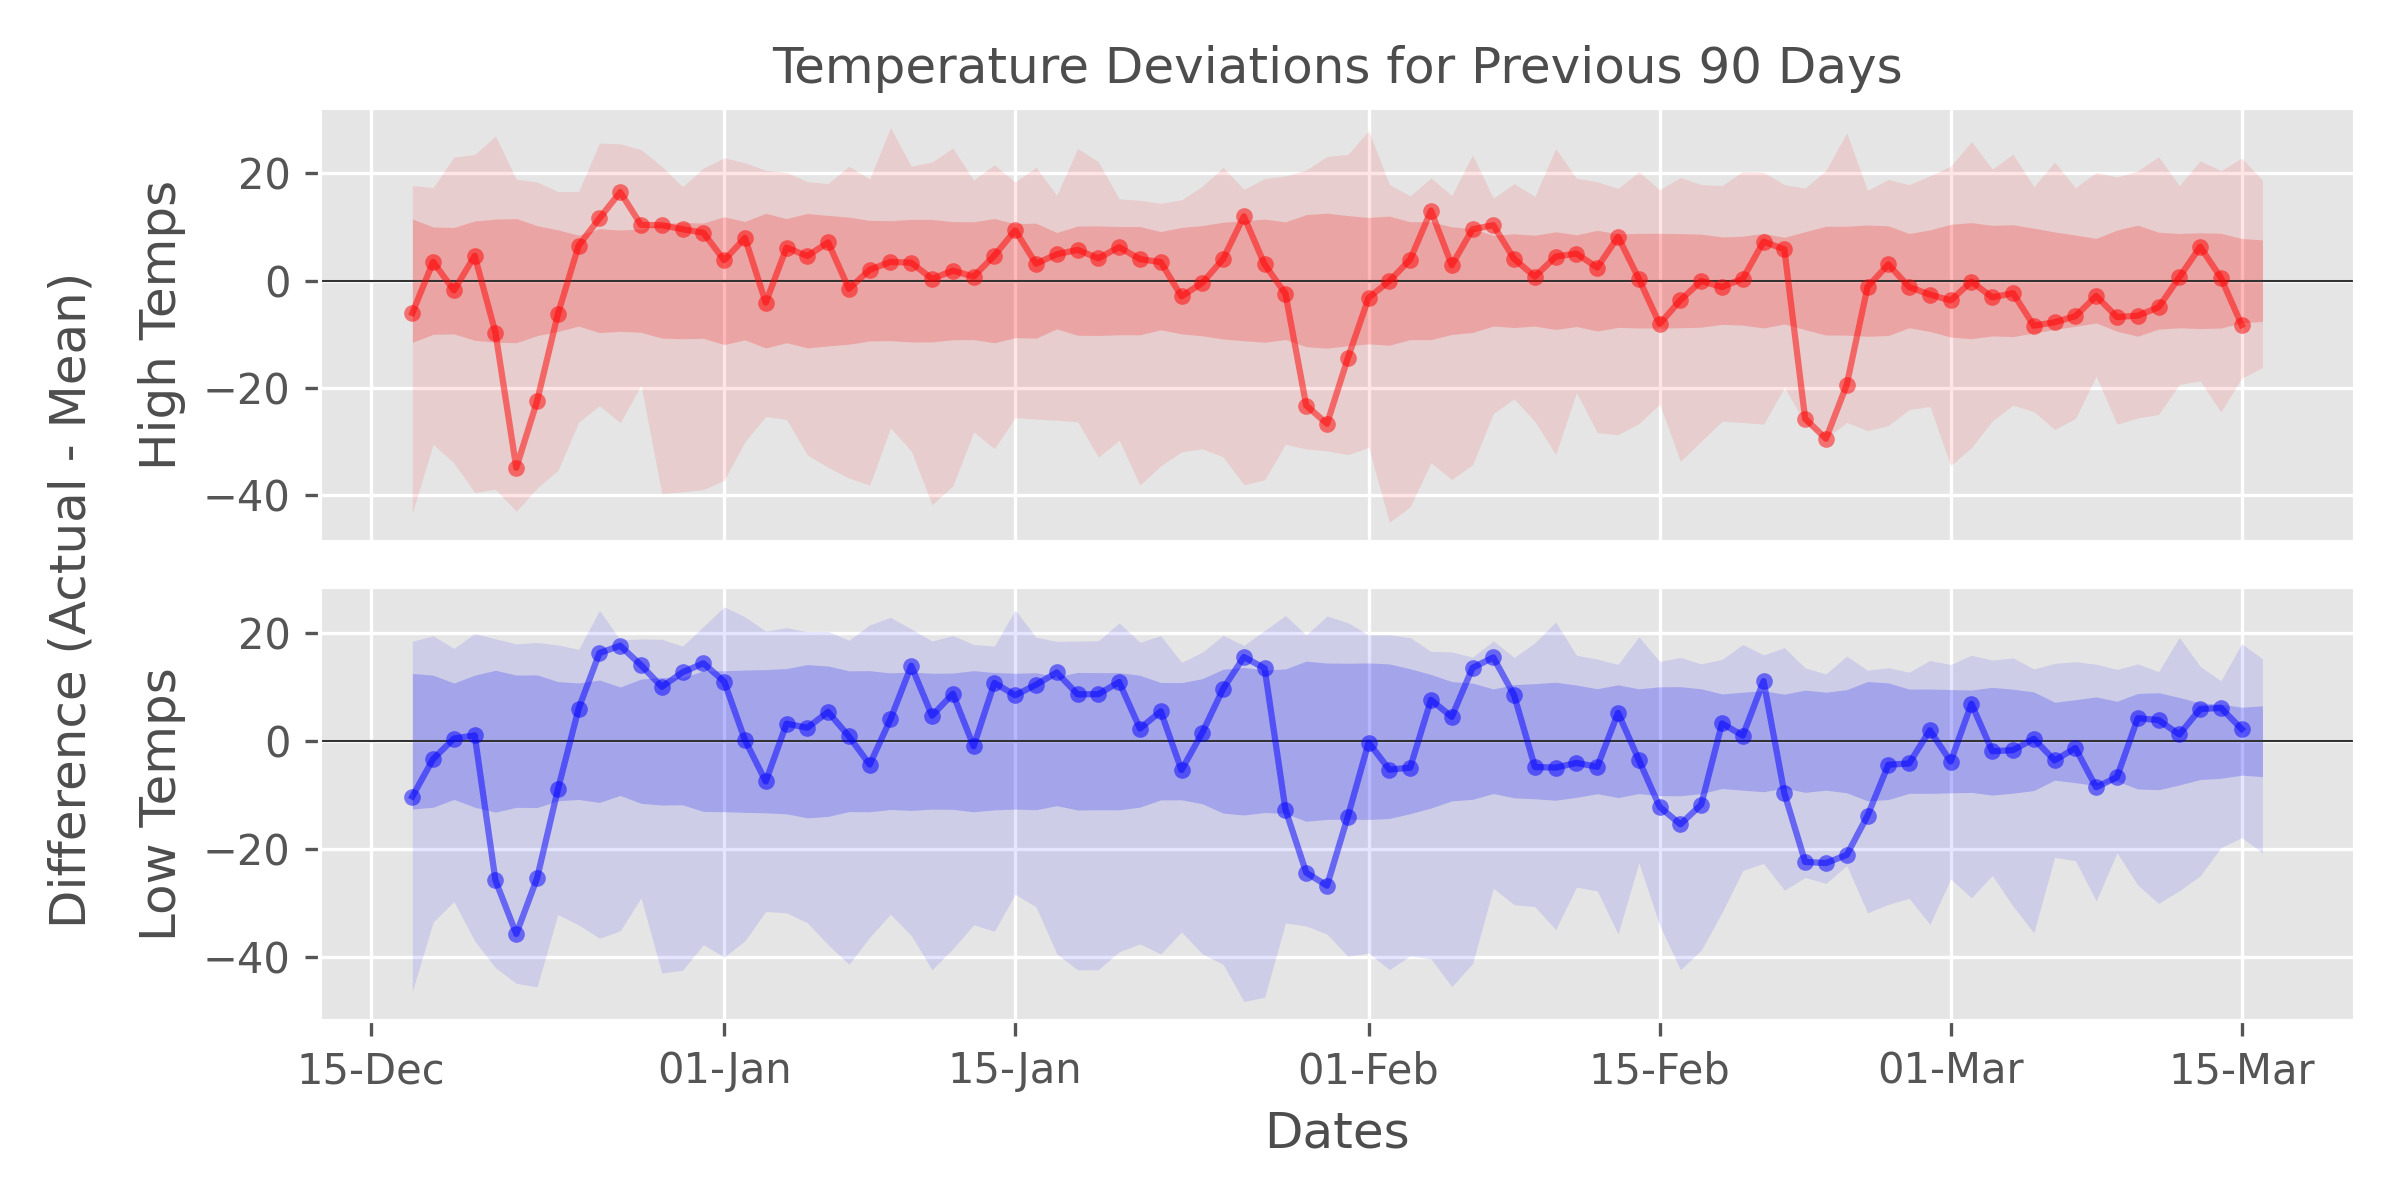 Temperature Deviations for Previous 90 Days
Difference (Actual - Mean)
High Temps
20
0
−20
−40
Low Temps
20
0
−20
−40
15-Dec 01-Jan 15-Jan 01-Feb 15-Feb 01-Mar 15-Mar
Dates